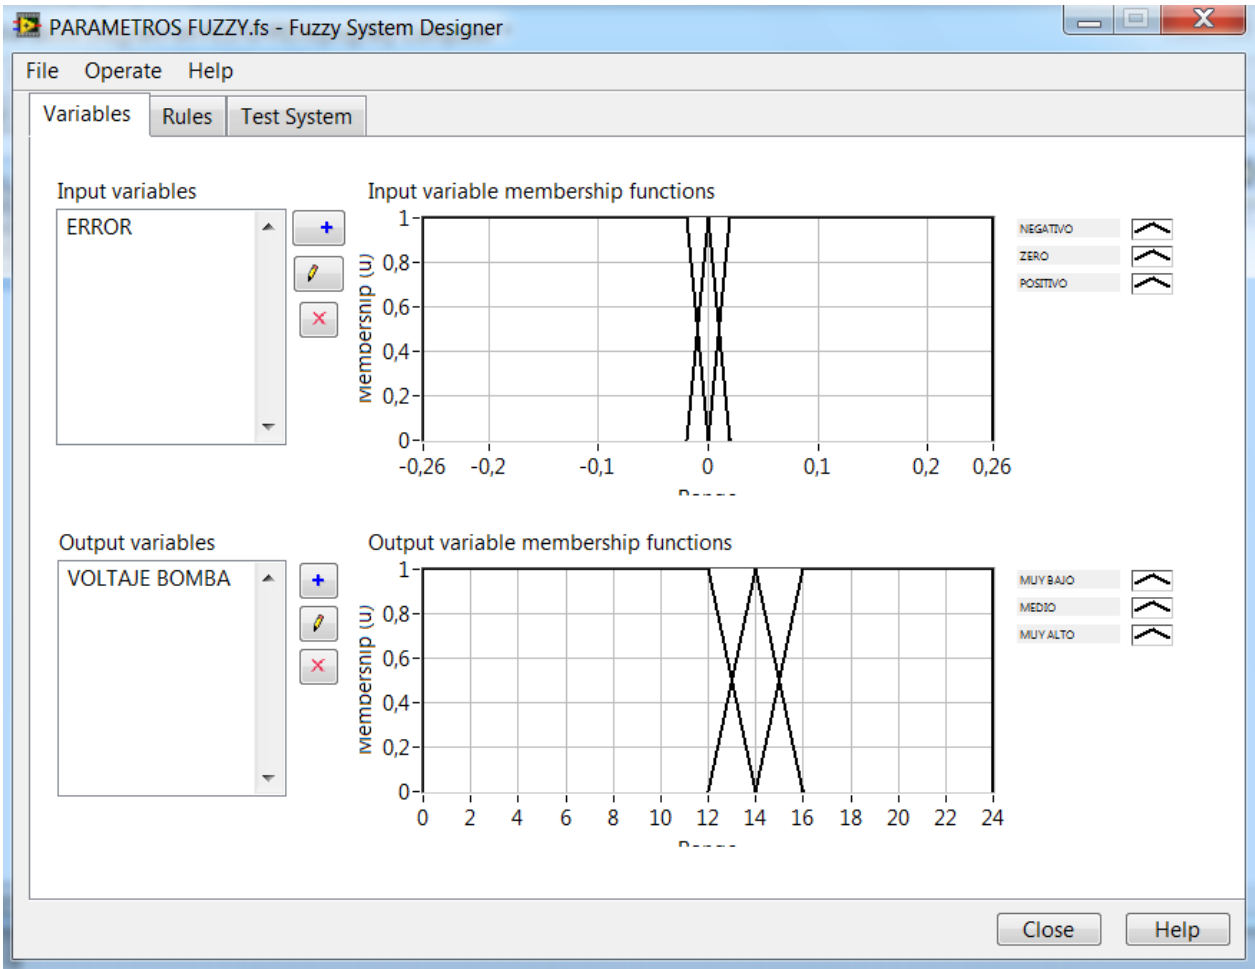 PARAMETROS FUZZY.fs - Fuzzy System Designer
File Operate Help
Variables Rules Test System
Input variables
ERROR
Input variable membership functions
Membership (u)
1
0,8
0,6
0,4
0,2
0
-0,26 -0,2 -0,1 0 0,1 0,2 0,26
NEGATIVO
ZERO
POSITIVO
Output variables
VOLTAJE BOMBA
Output variable membership functions
Membership (u)
1
0,8
0,6
0,4
0,2
0
0 2 4 6 8 10 12 14 16 18 20 22 24
MUY BAJO
MEDIO
MUY ALTO
Close Help